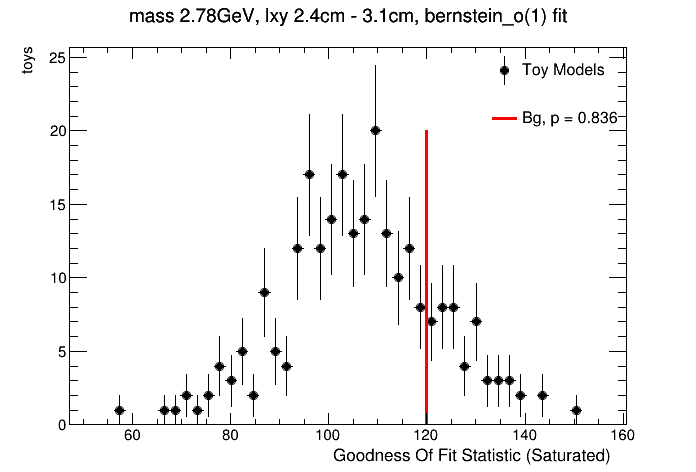 mass 2.78GeV, lxy 2.4cm - 3.1cm, bernstein_o(1) fit
toys
25
20
15
10
5
0
Toy Models
Bg, p = 0.836
60 80 100 120 140 160
Goodness Of Fit Statistic (Saturated)